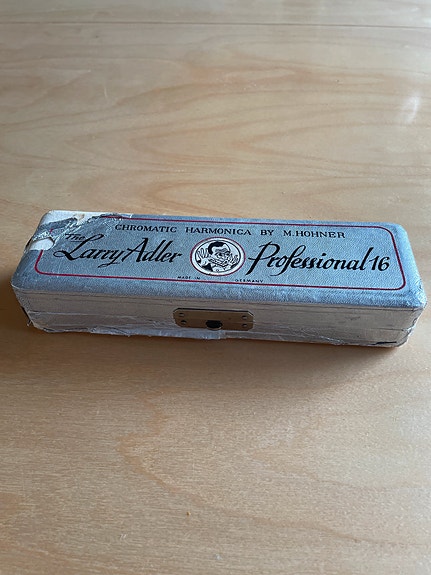 CHROMATIC HARMONICA BY M. HOHNER
The Larry Adler Professional 16
MADE IN GERMANY